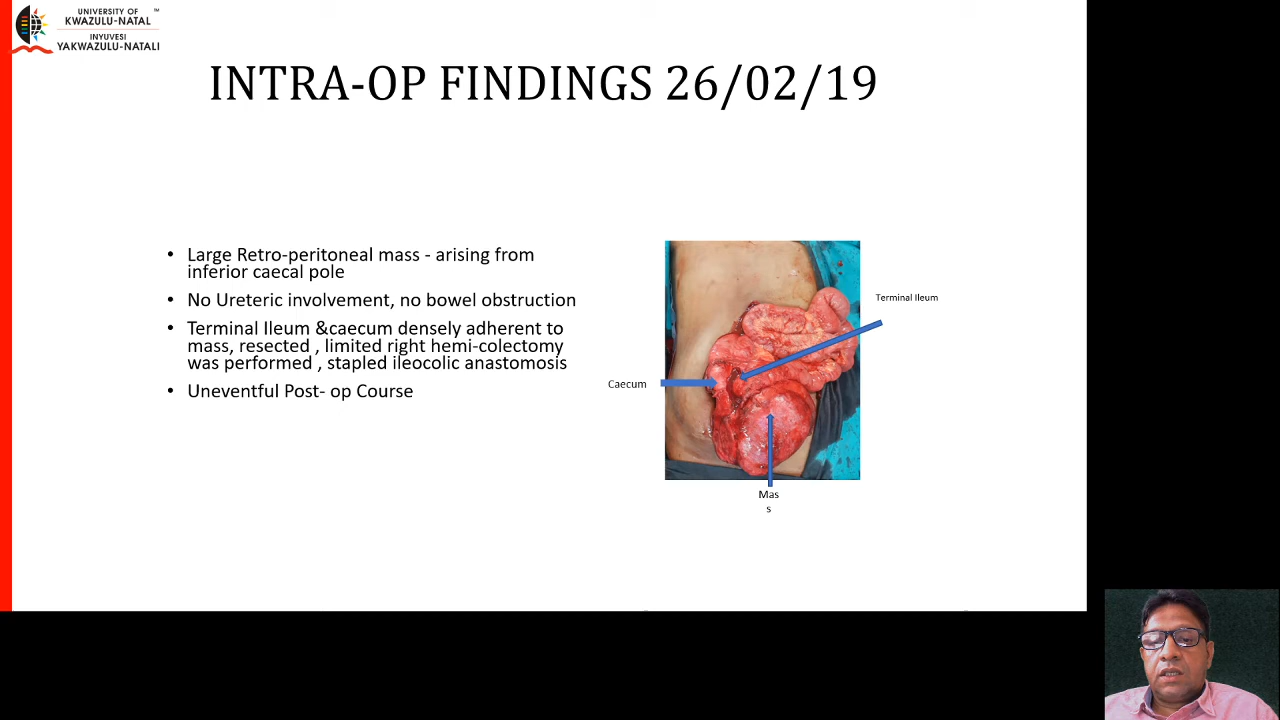 UNIVERSITY OF ™
KWAZULU-NATAL
INYUVESI
YAKWAZULU-NATALI
INTRA-OP FINDINGS 26/02/19
• Large Retro-peritoneal mass - arising from
inferior caecal pole
• No Ureteric involvement, no bowel obstruction
• Terminal Ileum &caecum densely adherent to
mass, resected , limited right hemi-colectomy
was performed , stapled ileocolic anastomosis
• Uneventful Post- op Course
Terminal Ileum
Caecum
Mas
s